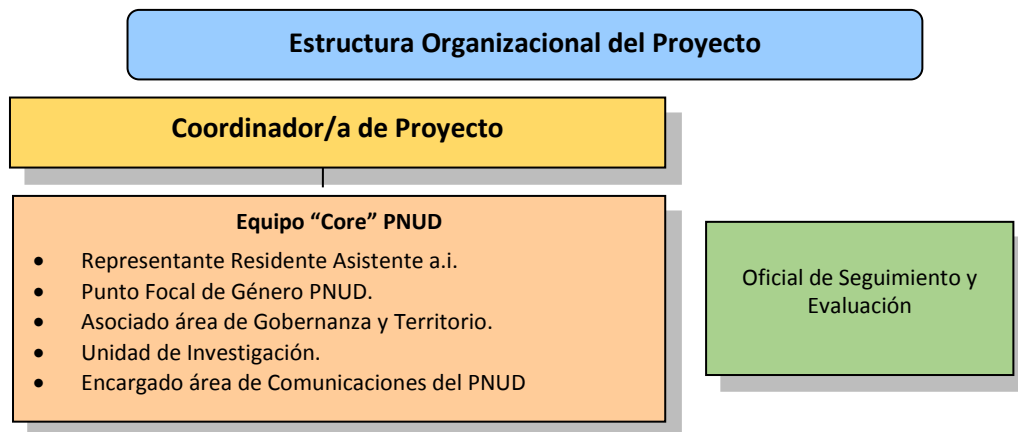 Estructura Organizacional del Proyecto
Coordinador/a de Proyecto
Equipo “Core” PNUD
• Representante Residente Asistente a.i.
• Punto Focal de Género PNUD.
• Asociado área de Gobernanza y Territorio.
• Unidad de Investigación.
• Encargado área de Comunicaciones del PNUD
Oficial de Seguimiento y
Evaluación